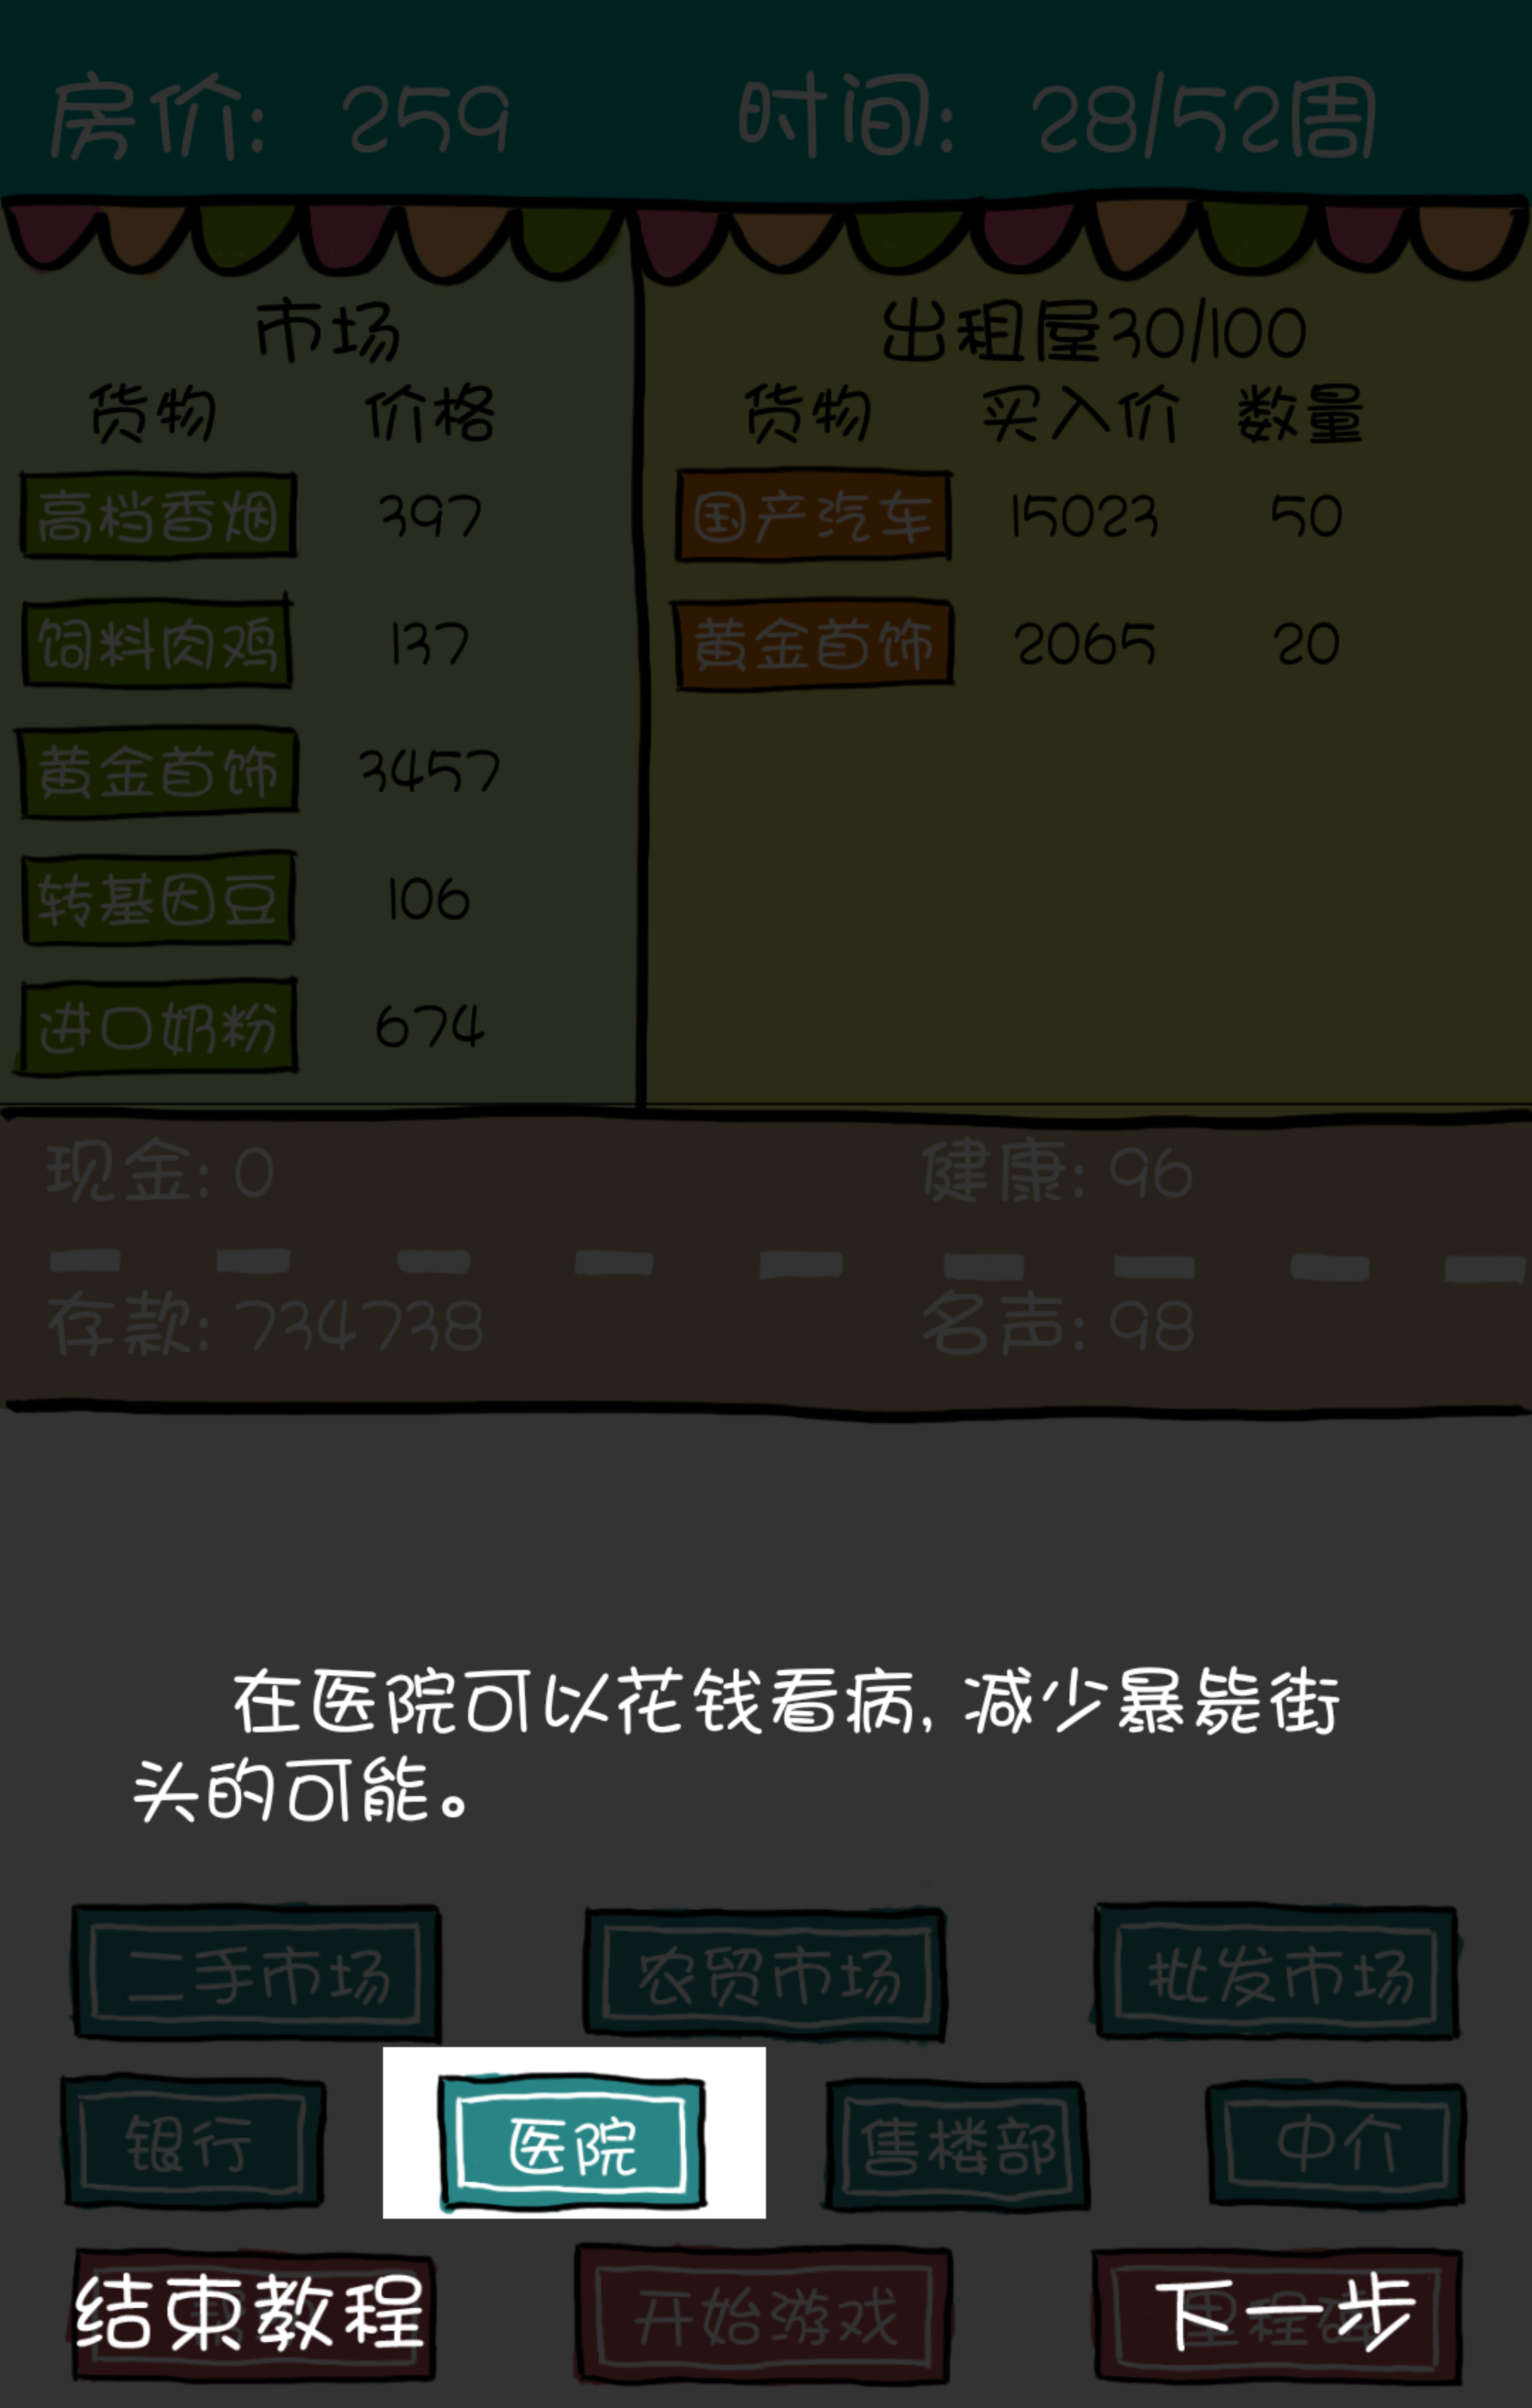 房价: 259 时间: 28/52周
市场 出租屋30/100
货物 价格 货物 买入价 数量
高档香烟 397 国产汽车 15023 50
饲料肉鸡 137 黄金首饰 2065 20
黄金首饰 3457
转基因豆 106
进口奶粉 674
现金: 0 健康: 96
存款: 734738 名声: 98
在医院可以花钱看病, 减少暴毙街
头的可能。
二手市场 农贸市场 批发市场
银行 医院 售楼部 中介
结束教程 开始游戏 下一步